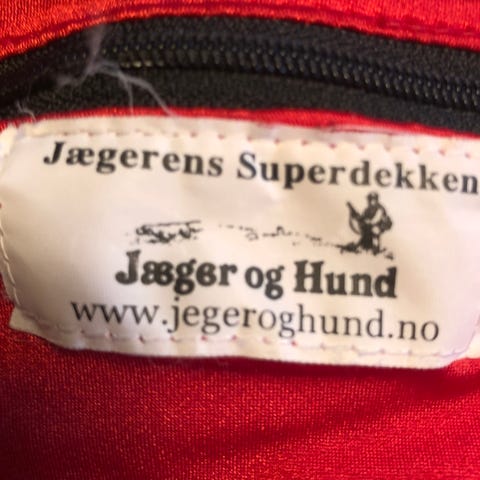 Jægerens Superdekken
Jæger og Hund
www.jegeroghund.no